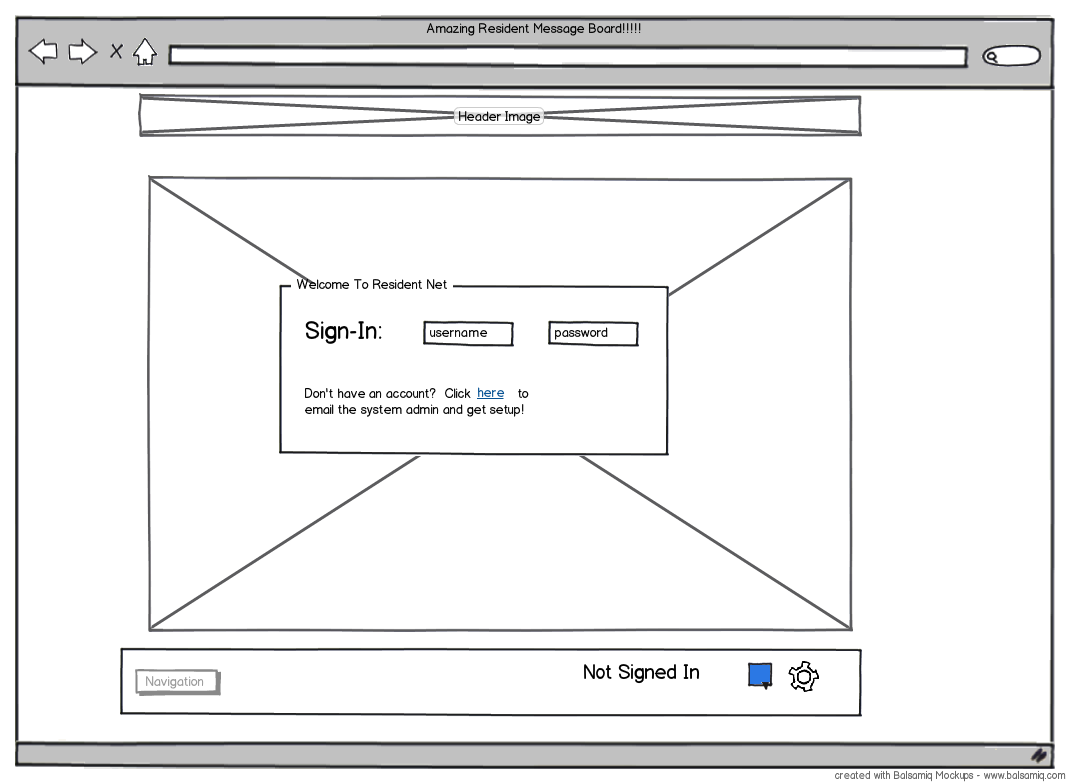 Amazing Resident Message Board!!!!!
Header Image
Welcome To Resident Net
Sign-In: username password
Don't have an account? Click here to
email the system admin and get setup!
Navigation Not Signed In
created with Balsamiq Mockups - www.balsamiq.com